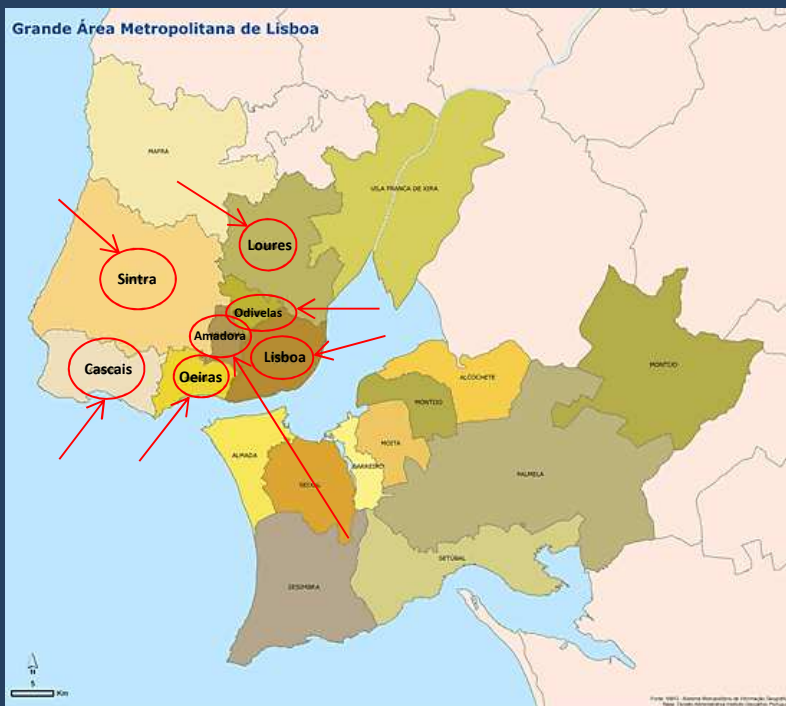 Grande Área Metropolitana de Lisboa
MAFRA
VILA FRANCA DE XIRA
Loures
Sintra
Odivelas
Amadora
Lisboa
Cascais
Oeiras
MONTIJO
ALCOCHETE
MONTIJO
MOITA
ALMADA
BARREIRO
SEIXAL
PALMELA
SETÚBAL
SESIMBRA
N
5
Km